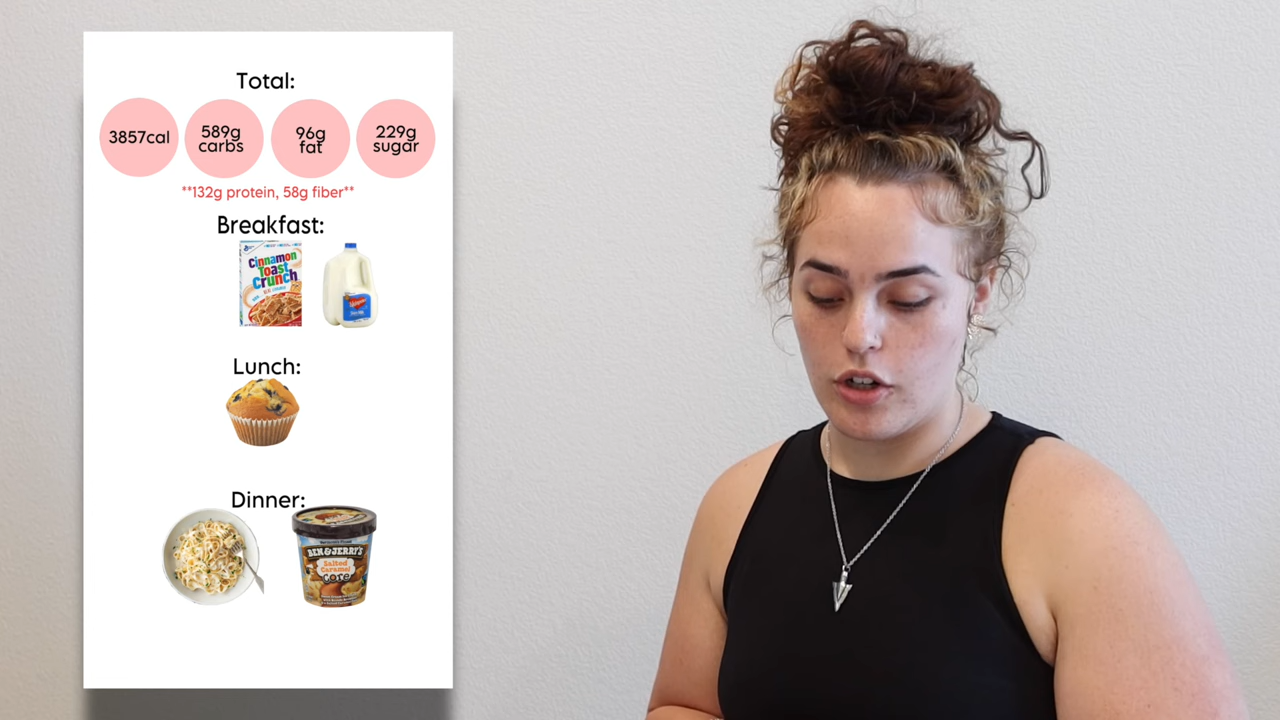 Total:
3857cal
589g
carbs
96g
fat
229g
sugar
**132g protein, 58g fiber**
Breakfast:
Cinnamon
Toast
Crunch
Lunch:
Dinner:
BEN & JERRY'S
Salted
Caramel
core